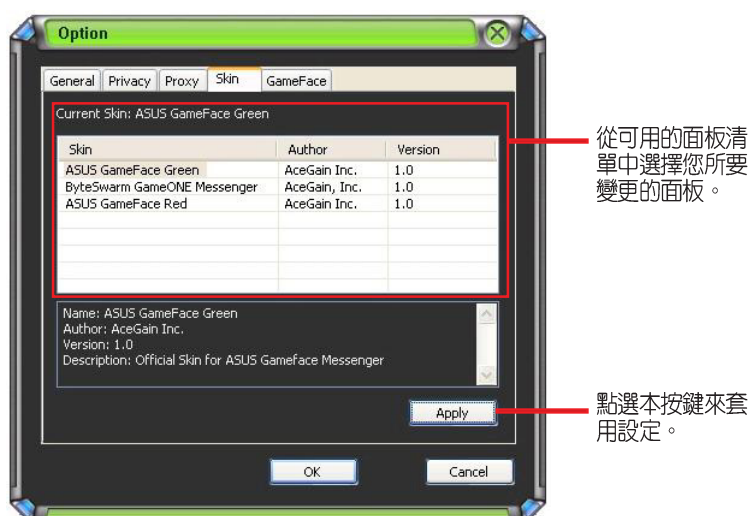 Option
General Privacy Proxy Skin GameFace
Current Skin: ASUS GameFace Green
Skin Author Version
ASUS GameFace Green AceGain Inc. 1.0
ByteSwarm GameONE Messenger AceGain, Inc. 1.0
ASUS GameFace Red AceGain Inc. 1.0
Name: ASUS GameFace Green
Author: AceGain Inc.
Version: 1.0
Description: Official Skin for ASUS Gameface Messenger
Apply
OK Cancel
從可用的面板清
單中選擇您所要
變更的面板。
點選本按鍵來套
用設定。